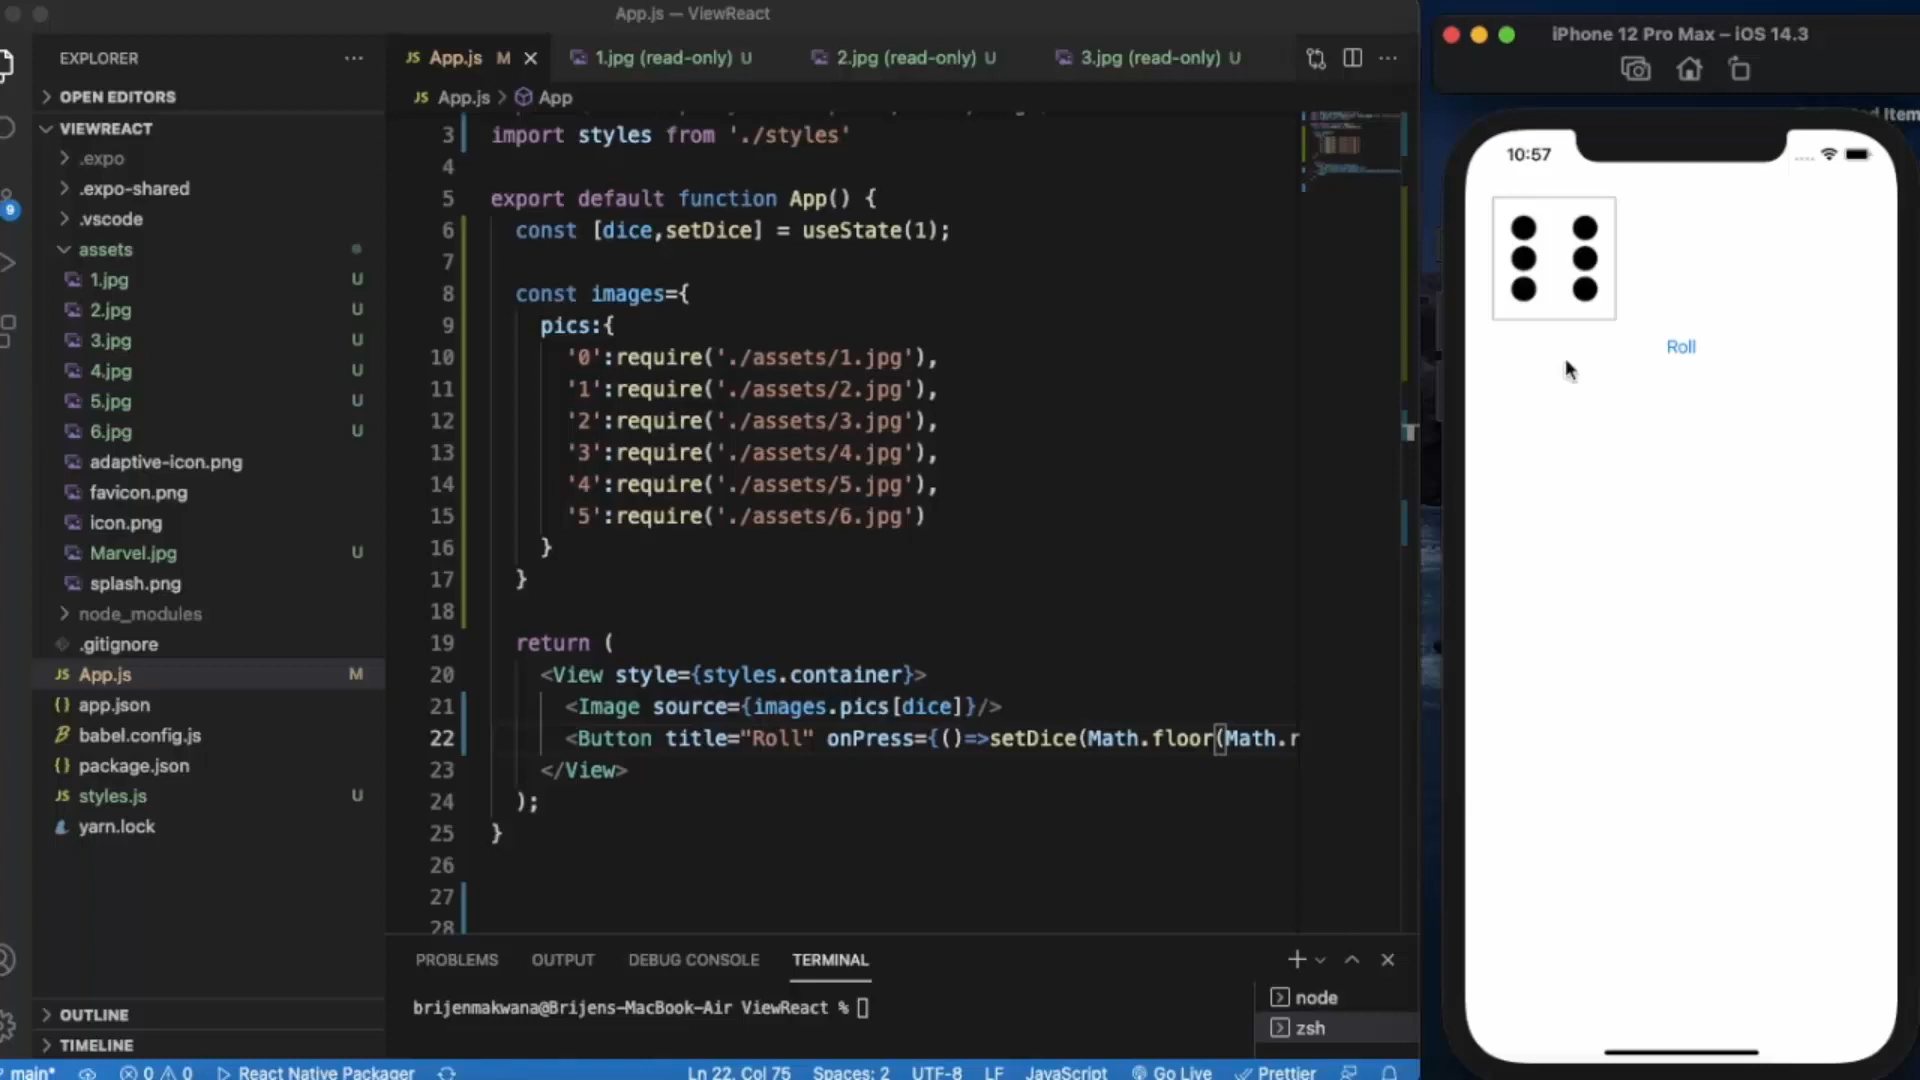 App.js — ViewReact
EXPLORER
OPEN EDITORS
VIEWREACT
.expo
.expo-shared
.vscode
assets
1.jpg U
2.jpg U
3.jpg U
4.jpg U
5.jpg U
6.jpg U
adaptive-icon.png
favicon.png
icon.png
Marvel.jpg U
splash.png
node_modules
.gitignore
JS App.js M
{} app.json
babel.config.js
{} package.json
JS styles.js U
yarn.lock
OUTLINE
TIMELINE
9
JS App.js M
1.jpg (read-only) U
2.jpg (read-only) U
3.jpg (read-only) U
JS App.js > App
3 import styles from './styles'
4
5 export default function App() {
6 const [dice,setDice] = useState(1);
7
8 const images={
9 pics:{
10 '0':require('./assets/1.jpg'),
11 '1':require('./assets/2.jpg'),
12 '2':require('./assets/3.jpg'),
13 '3':require('./assets/4.jpg'),
14 '4':require('./assets/5.jpg'),
15 '5':require('./assets/6.jpg')
16 }
17 }
18
19 return (
20 <View style={styles.container}>
21 <Image source={images.pics[dice]}/>
22 <Button title="Roll" onPress={()=>setDice(Math.floor(Math.r
23 </View>
24 );
25 }
26
27
28
PROBLEMS OUTPUT DEBUG CONSOLE TERMINAL
brijenmakwana@Brijens-MacBook-Air ViewReact %
node
zsh
main* 0 0 React Native Packager
Ln 22, Col 75 Spaces: 2 UTF-8 LF JavaScript Go Live Prettier
iPhone 12 Pro Max – iOS 14.3
10:57
Roll